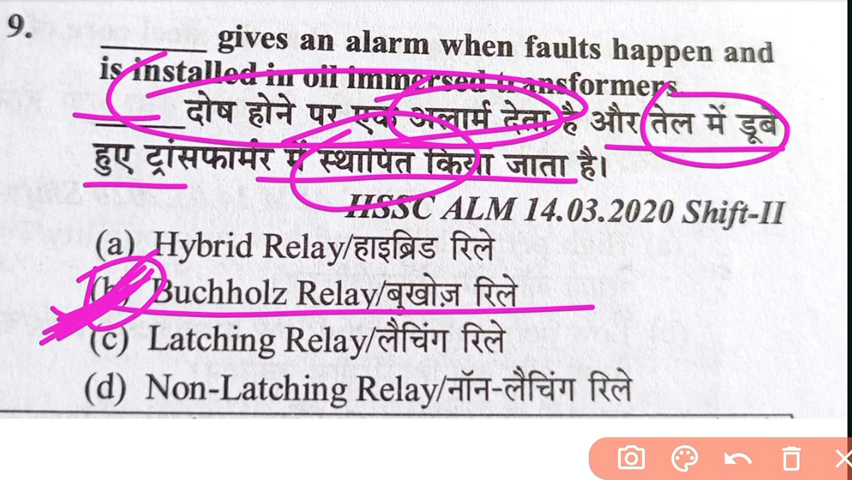 9. ______ gives an alarm when faults happen and
is installed in oil immersed transformers
______दोष होने पर एक अलार्म देता है और तेल में डूबे
हुए ट्रांसफार्मर में स्थापित किया जाता है।
HSSC ALM 14.03.2020 Shift-II
(a) Hybrid Relay/हाइब्रिड रिले
(b) Buchholz Relay/बुखोज़ रिले
(c) Latching Relay/लैचिंग रिले
(d) Non-Latching Relay/नॉन-लैचिंग रिले